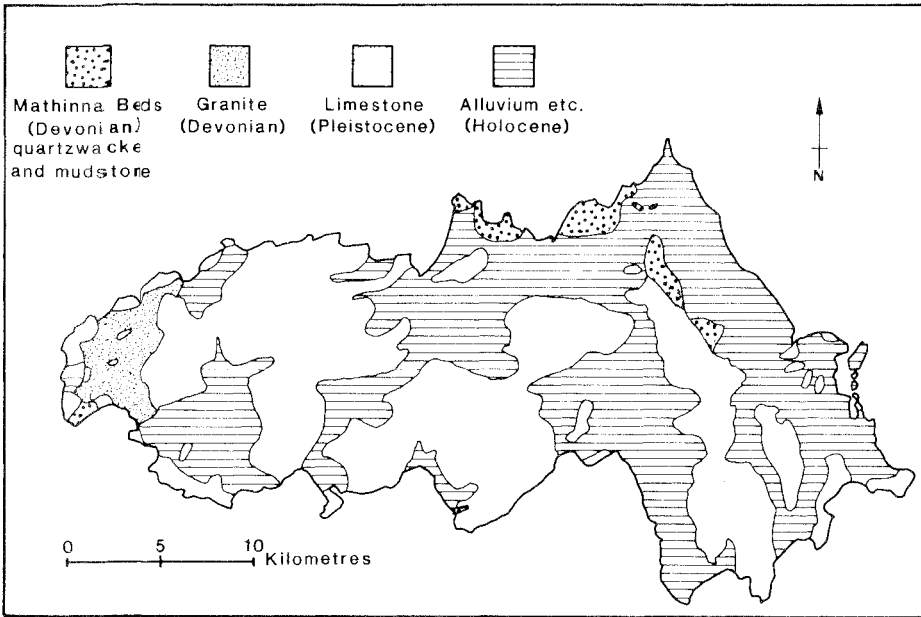 Mathinna Beds
(Devonian)
quartzwacke
and mudstone
Granite
(Devonian)
Limestone
(Pleistocene)
Alluvium etc.
(Holocene)
N
0 5 10
Kilometres